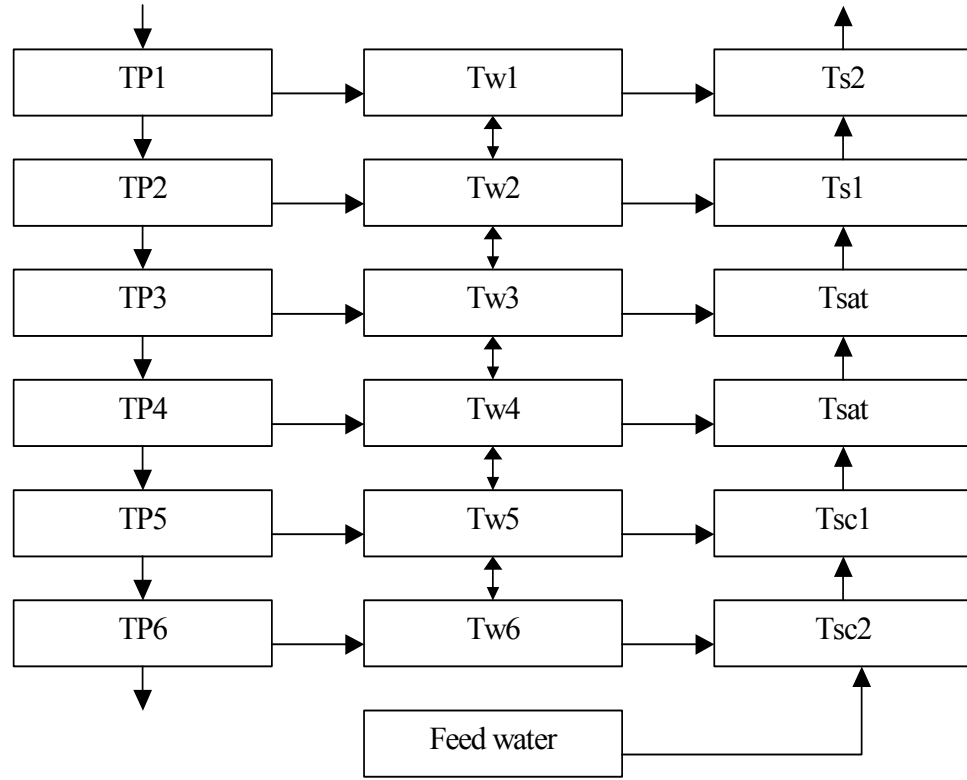 TP1 Tw1 Ts2
TP2 Tw2 Ts1
TP3 Tw3 Tsat
TP4 Tw4 Tsat
TP5 Tw5 Tsc1
TP6 Tw6 Tsc2
Feed water